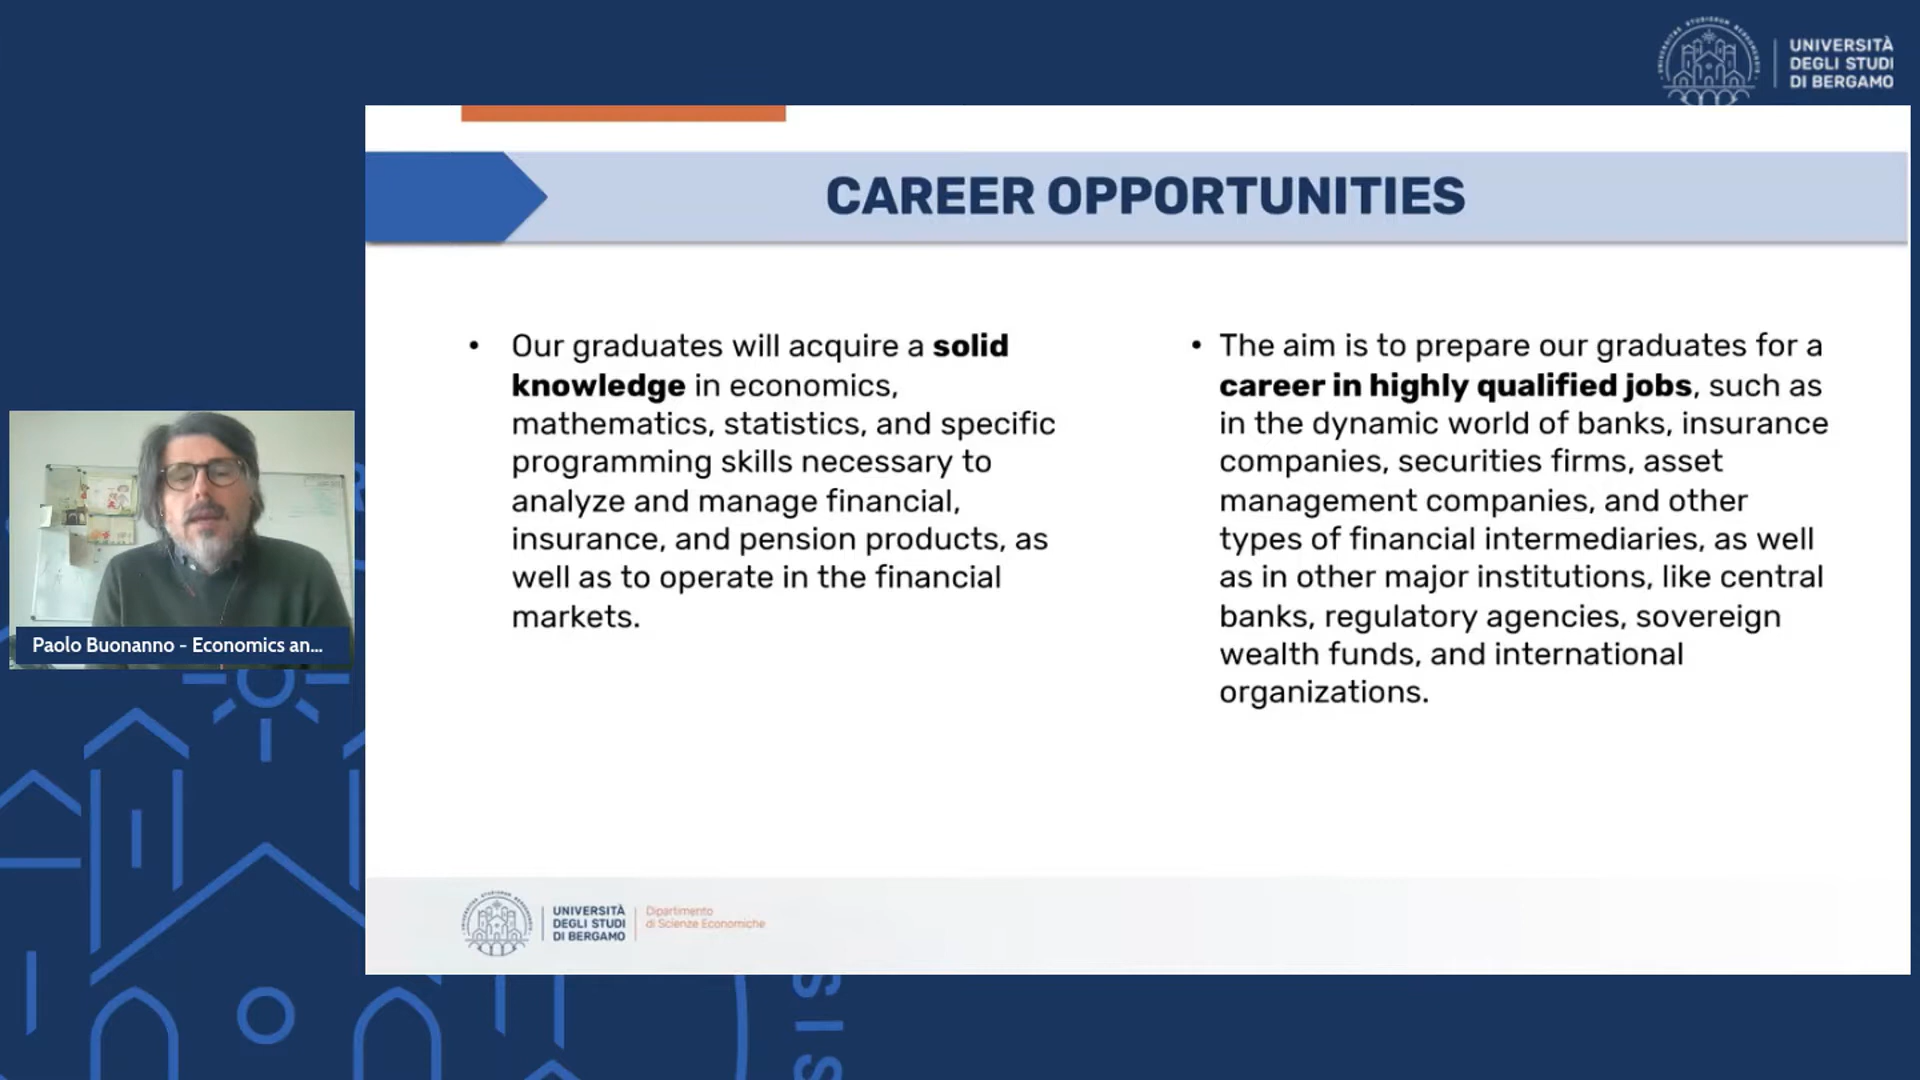 UNIVERSITÀ
DEGLI STUDI
DI BERGAMO
CAREER OPPORTUNITIES
• Our graduates will acquire a solid
knowledge in economics,
mathematics, statistics, and specific
programming skills necessary to
analyze and manage financial,
insurance, and pension products, as
well as to operate in the financial
markets.
• The aim is to prepare our graduates for a
career in highly qualified jobs, such as
in the dynamic world of banks, insurance
companies, securities firms, asset
management companies, and other
types of financial intermediaries, as well
as in other major institutions, like central
banks, regulatory agencies, sovereign
wealth funds, and international
organizations.
Paolo Buonanno - Economics an...
UNIVERSITÀ
DEGLI STUDI
DI BERGAMO
Dipartimento
di Scienze Economiche
SIS